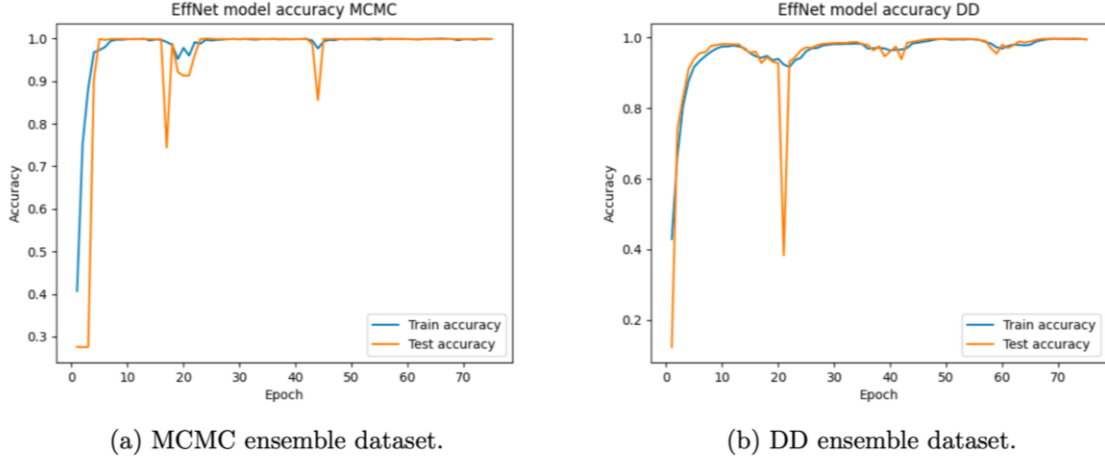 EffNet model accuracy MCMC
1.0
0.9
0.8
0.7
0.6
0.5
0.4
0.3
Accuracy
0 10 20 30 40 50 60 70
Epoch
Train accuracy
Test accuracy
(a) MCMC ensemble dataset.
EffNet model accuracy DD
1.0
0.8
0.6
0.4
0.2
Accuracy
0 10 20 30 40 50 60 70
Epoch
Train accuracy
Test accuracy
(b) DD ensemble dataset.